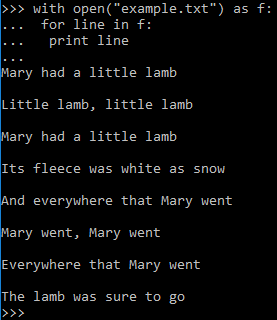 >>> with open("example.txt") as f:
...  for line in f:
...   print line
...
Mary had a little lamb
Little lamb, little lamb
Mary had a little lamb
Its fleece was white as snow
And everywhere that Mary went
Mary went, Mary went
Everywhere that Mary went
The lamb was sure to go
>>>